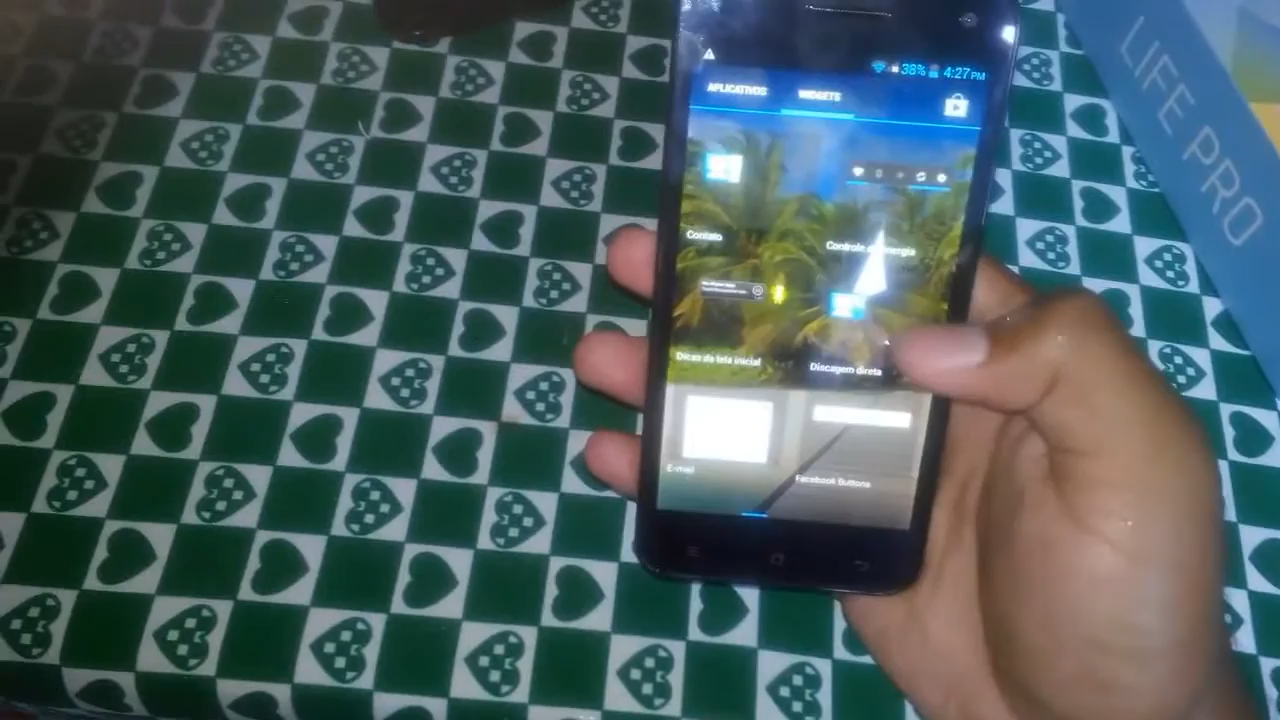 38% 4:27 PM
APLICATIVOS WIDGETS
Contato
Controle de energia
Dicas da tela inicial
Discagem direta
E-mail
Facebook Buttons
LIFE PRO